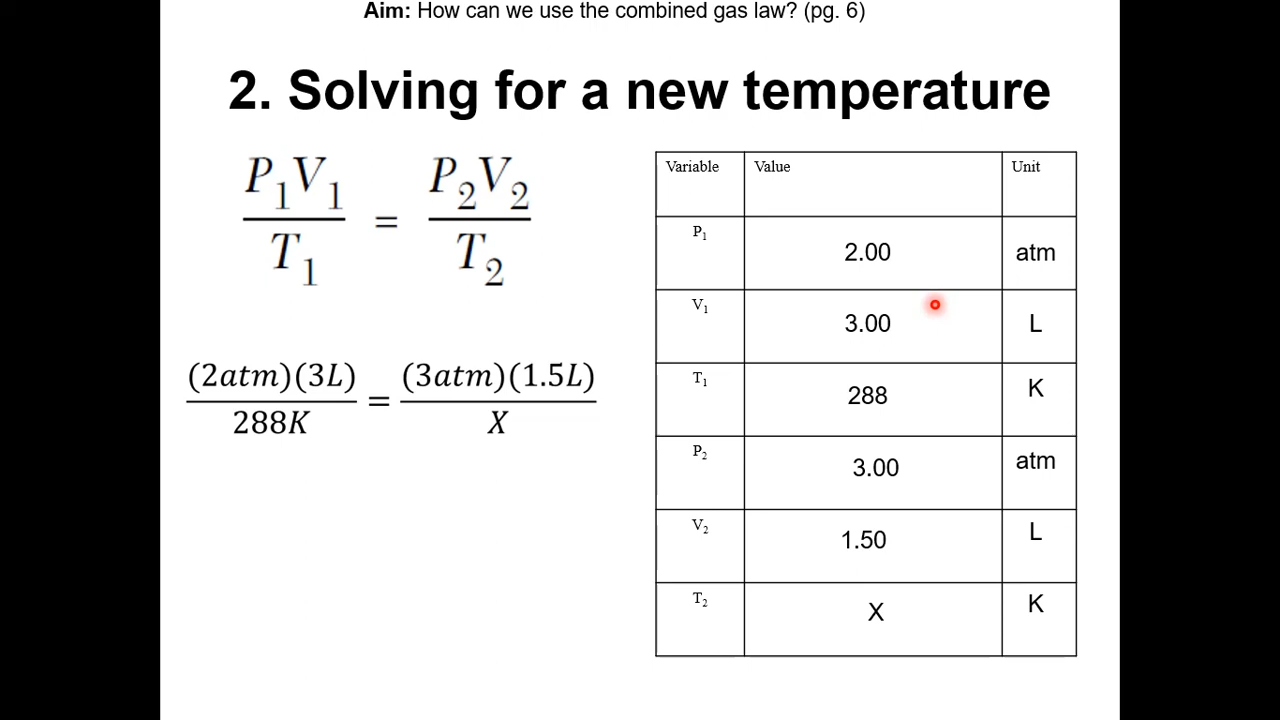 Aim: How can we use the combined gas law? (pg. 6)
2. Solving for a new temperature
P₁V₁ / T₁ = P₂V₂ / T₂
(2atm)(3L) / 288K = (3atm)(1.5L) / X
Variable Value Unit
P₁ 2.00 atm
V₁ 3.00 L
T₁ 288 K
P₂ 3.00 atm
V₂ 1.50 L
T₂ X K